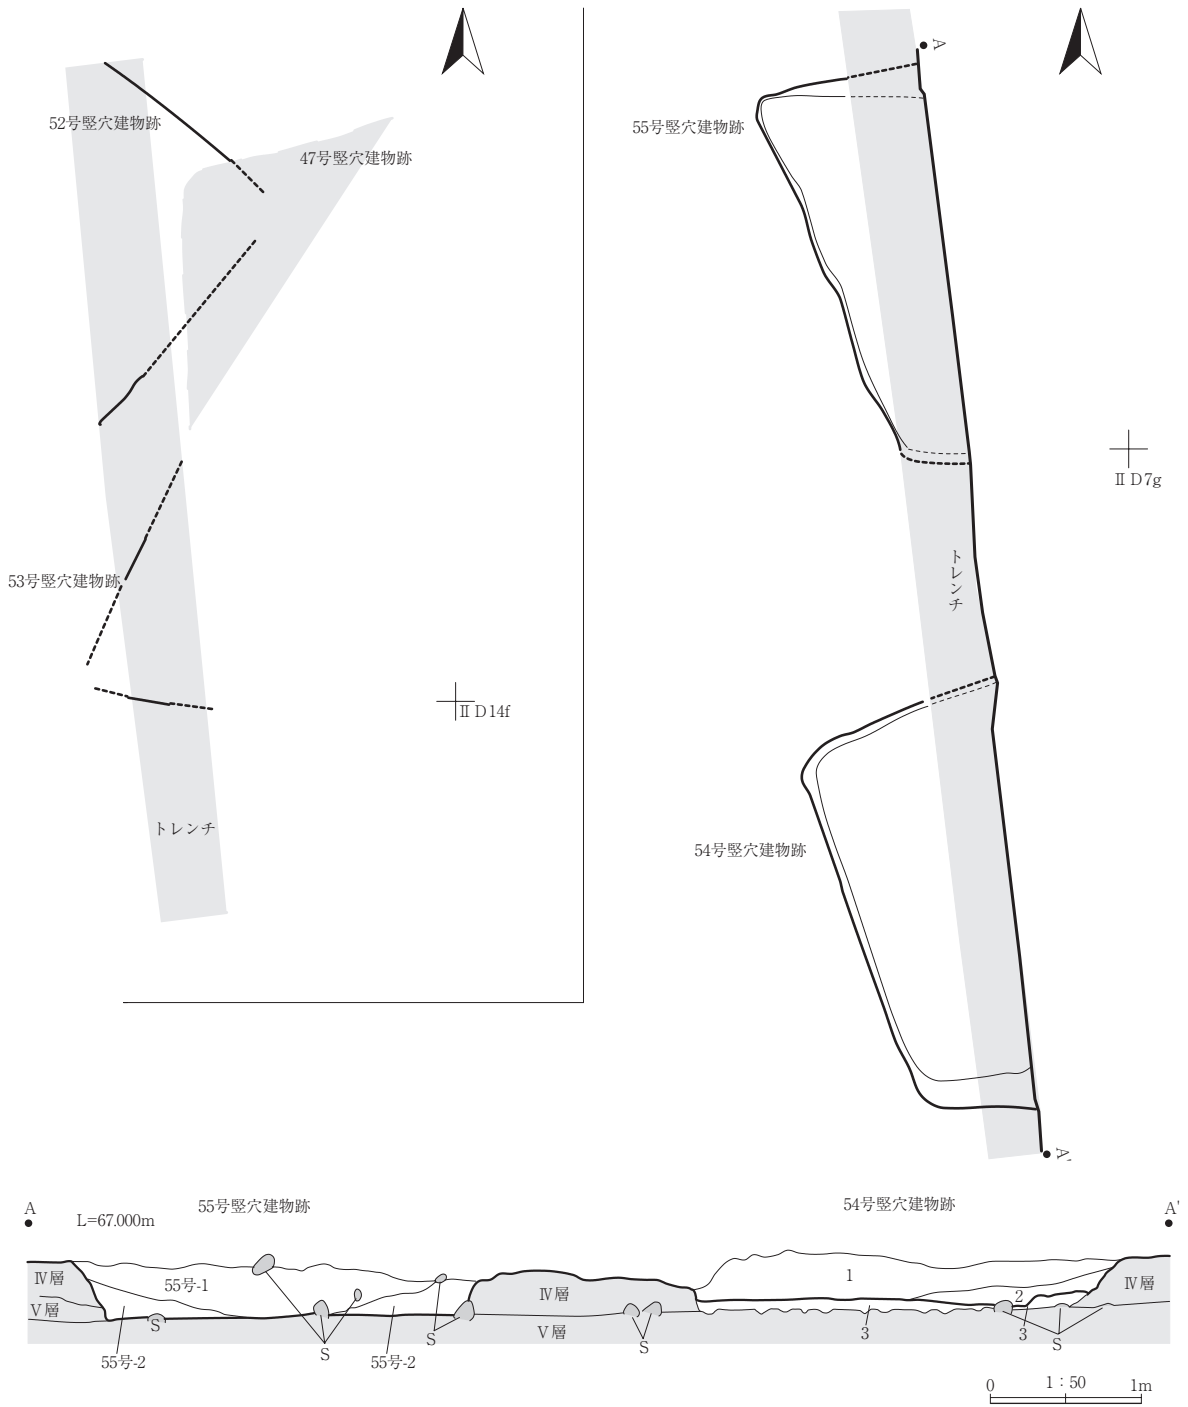 52号竪穴建物跡
47号竪穴建物跡
53号竪穴建物跡
ⅡD14f
トレンチ
A
55号竪穴建物跡
ⅡD7g
トレンチ
54号竪穴建物跡
A'
A
L=67.000m
55号竪穴建物跡
54号竪穴建物跡
A'
Ⅳ層
Ⅴ層
55号-1
S
55号-2
S
55号-2
S
Ⅳ層
Ⅴ層
S
1
2
3
3
S
Ⅳ層
0
1：50
1m